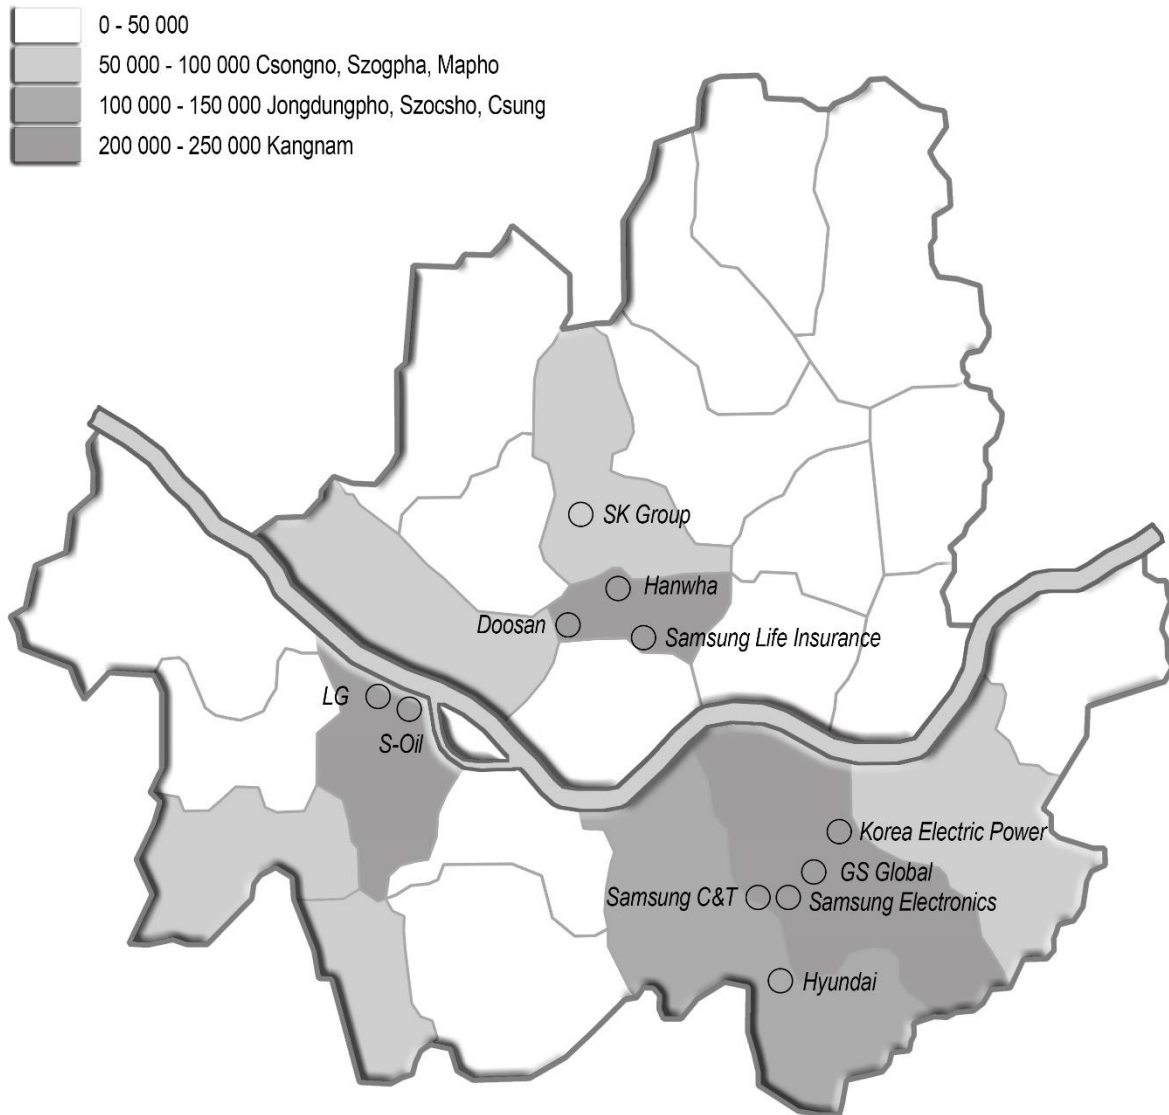 0 - 50 000
50 000 - 100 000 Csongno, Szogpha, Mapho
100 000 - 150 000 Jongdungpho, Szocsho, Csung
200 000 - 250 000 Kangnam
SK Group
Hanwha
Doosan
Samsung Life Insurance
LG
S-Oil
Korea Electric Power
GS Global
Samsung C&T
Samsung Electronics
Hyundai